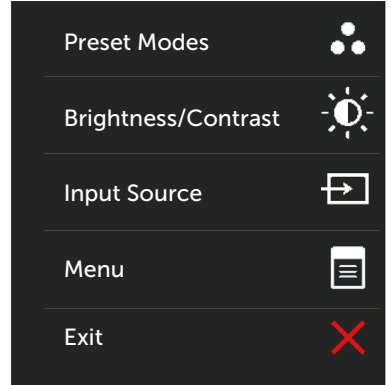 Preset Modes
Brightness/Contrast
Input Source
Menu
Exit